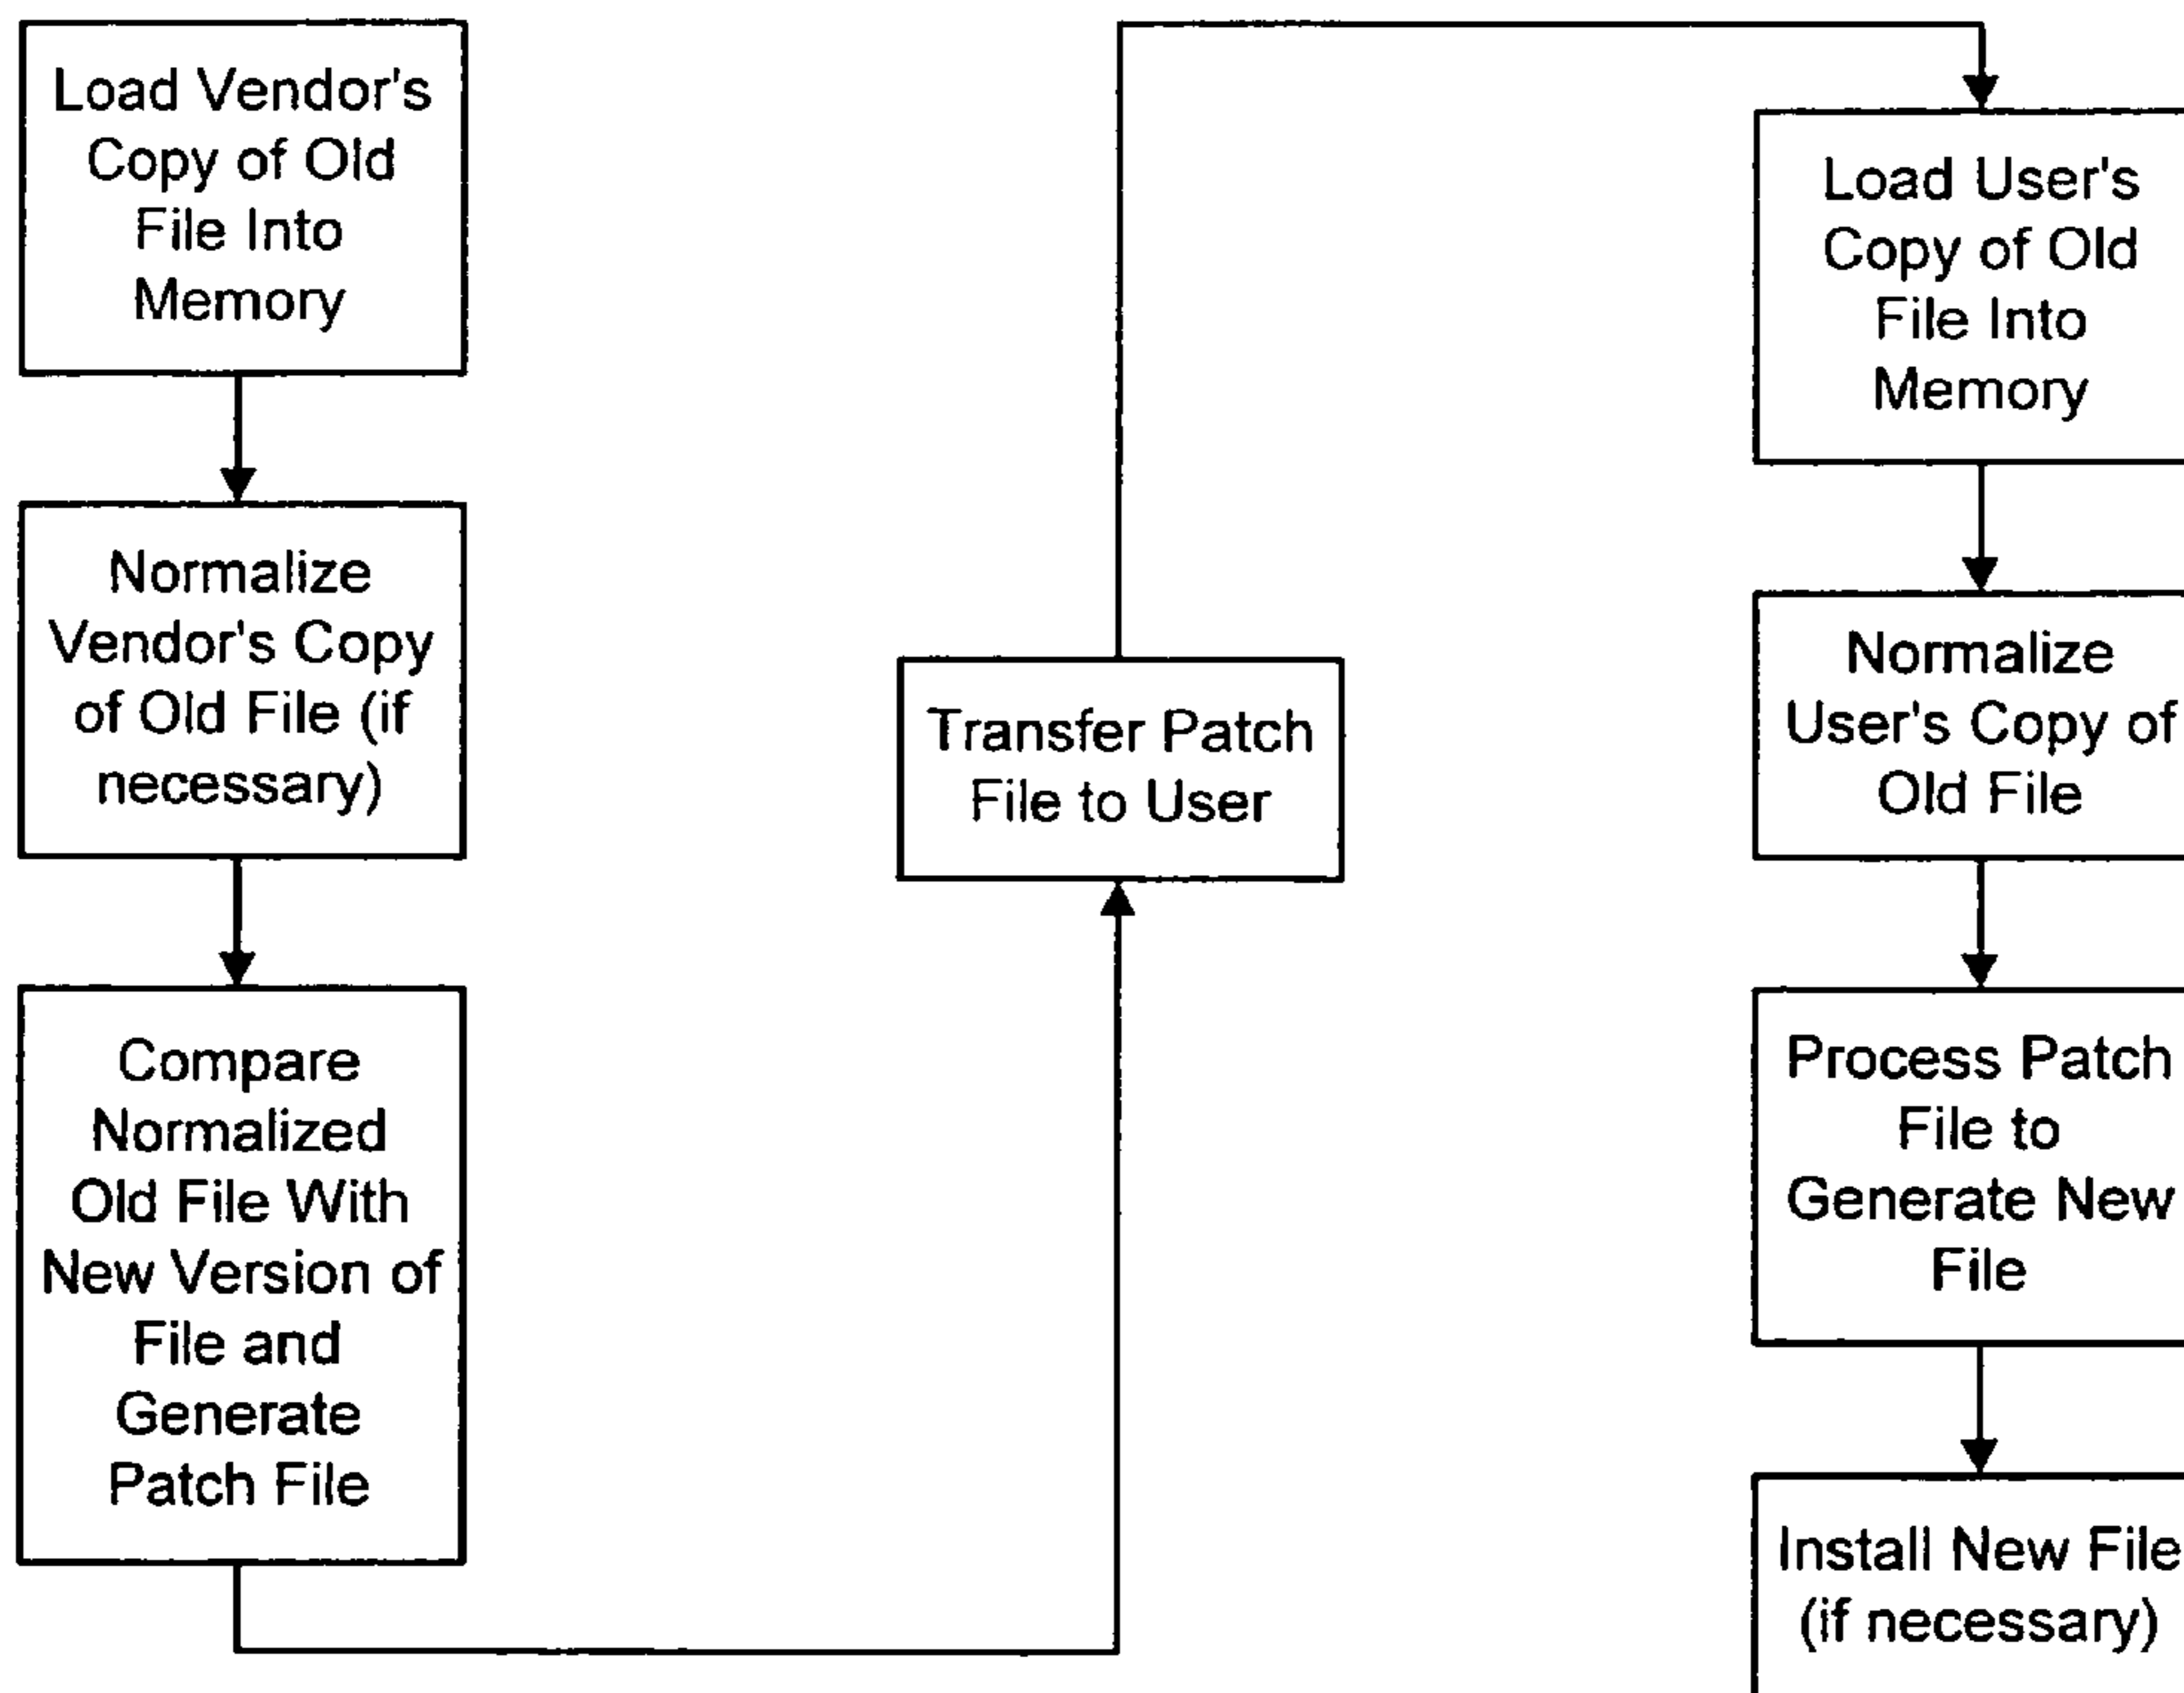 Load Vendor's
Copy of Old
File Into
Memory
Normalize
Vendor's Copy
of Old File (if
necessary)
Compare
Normalized
Old File With
New Version of
File and
Generate
Patch File
Transfer Patch
File to User
Load User's
Copy of Old
File Into
Memory
Normalize
User's Copy of
Old File
Process Patch
File to
Generate New
File
Install New File
(if necessary)